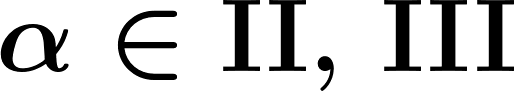 α ∈ II, III